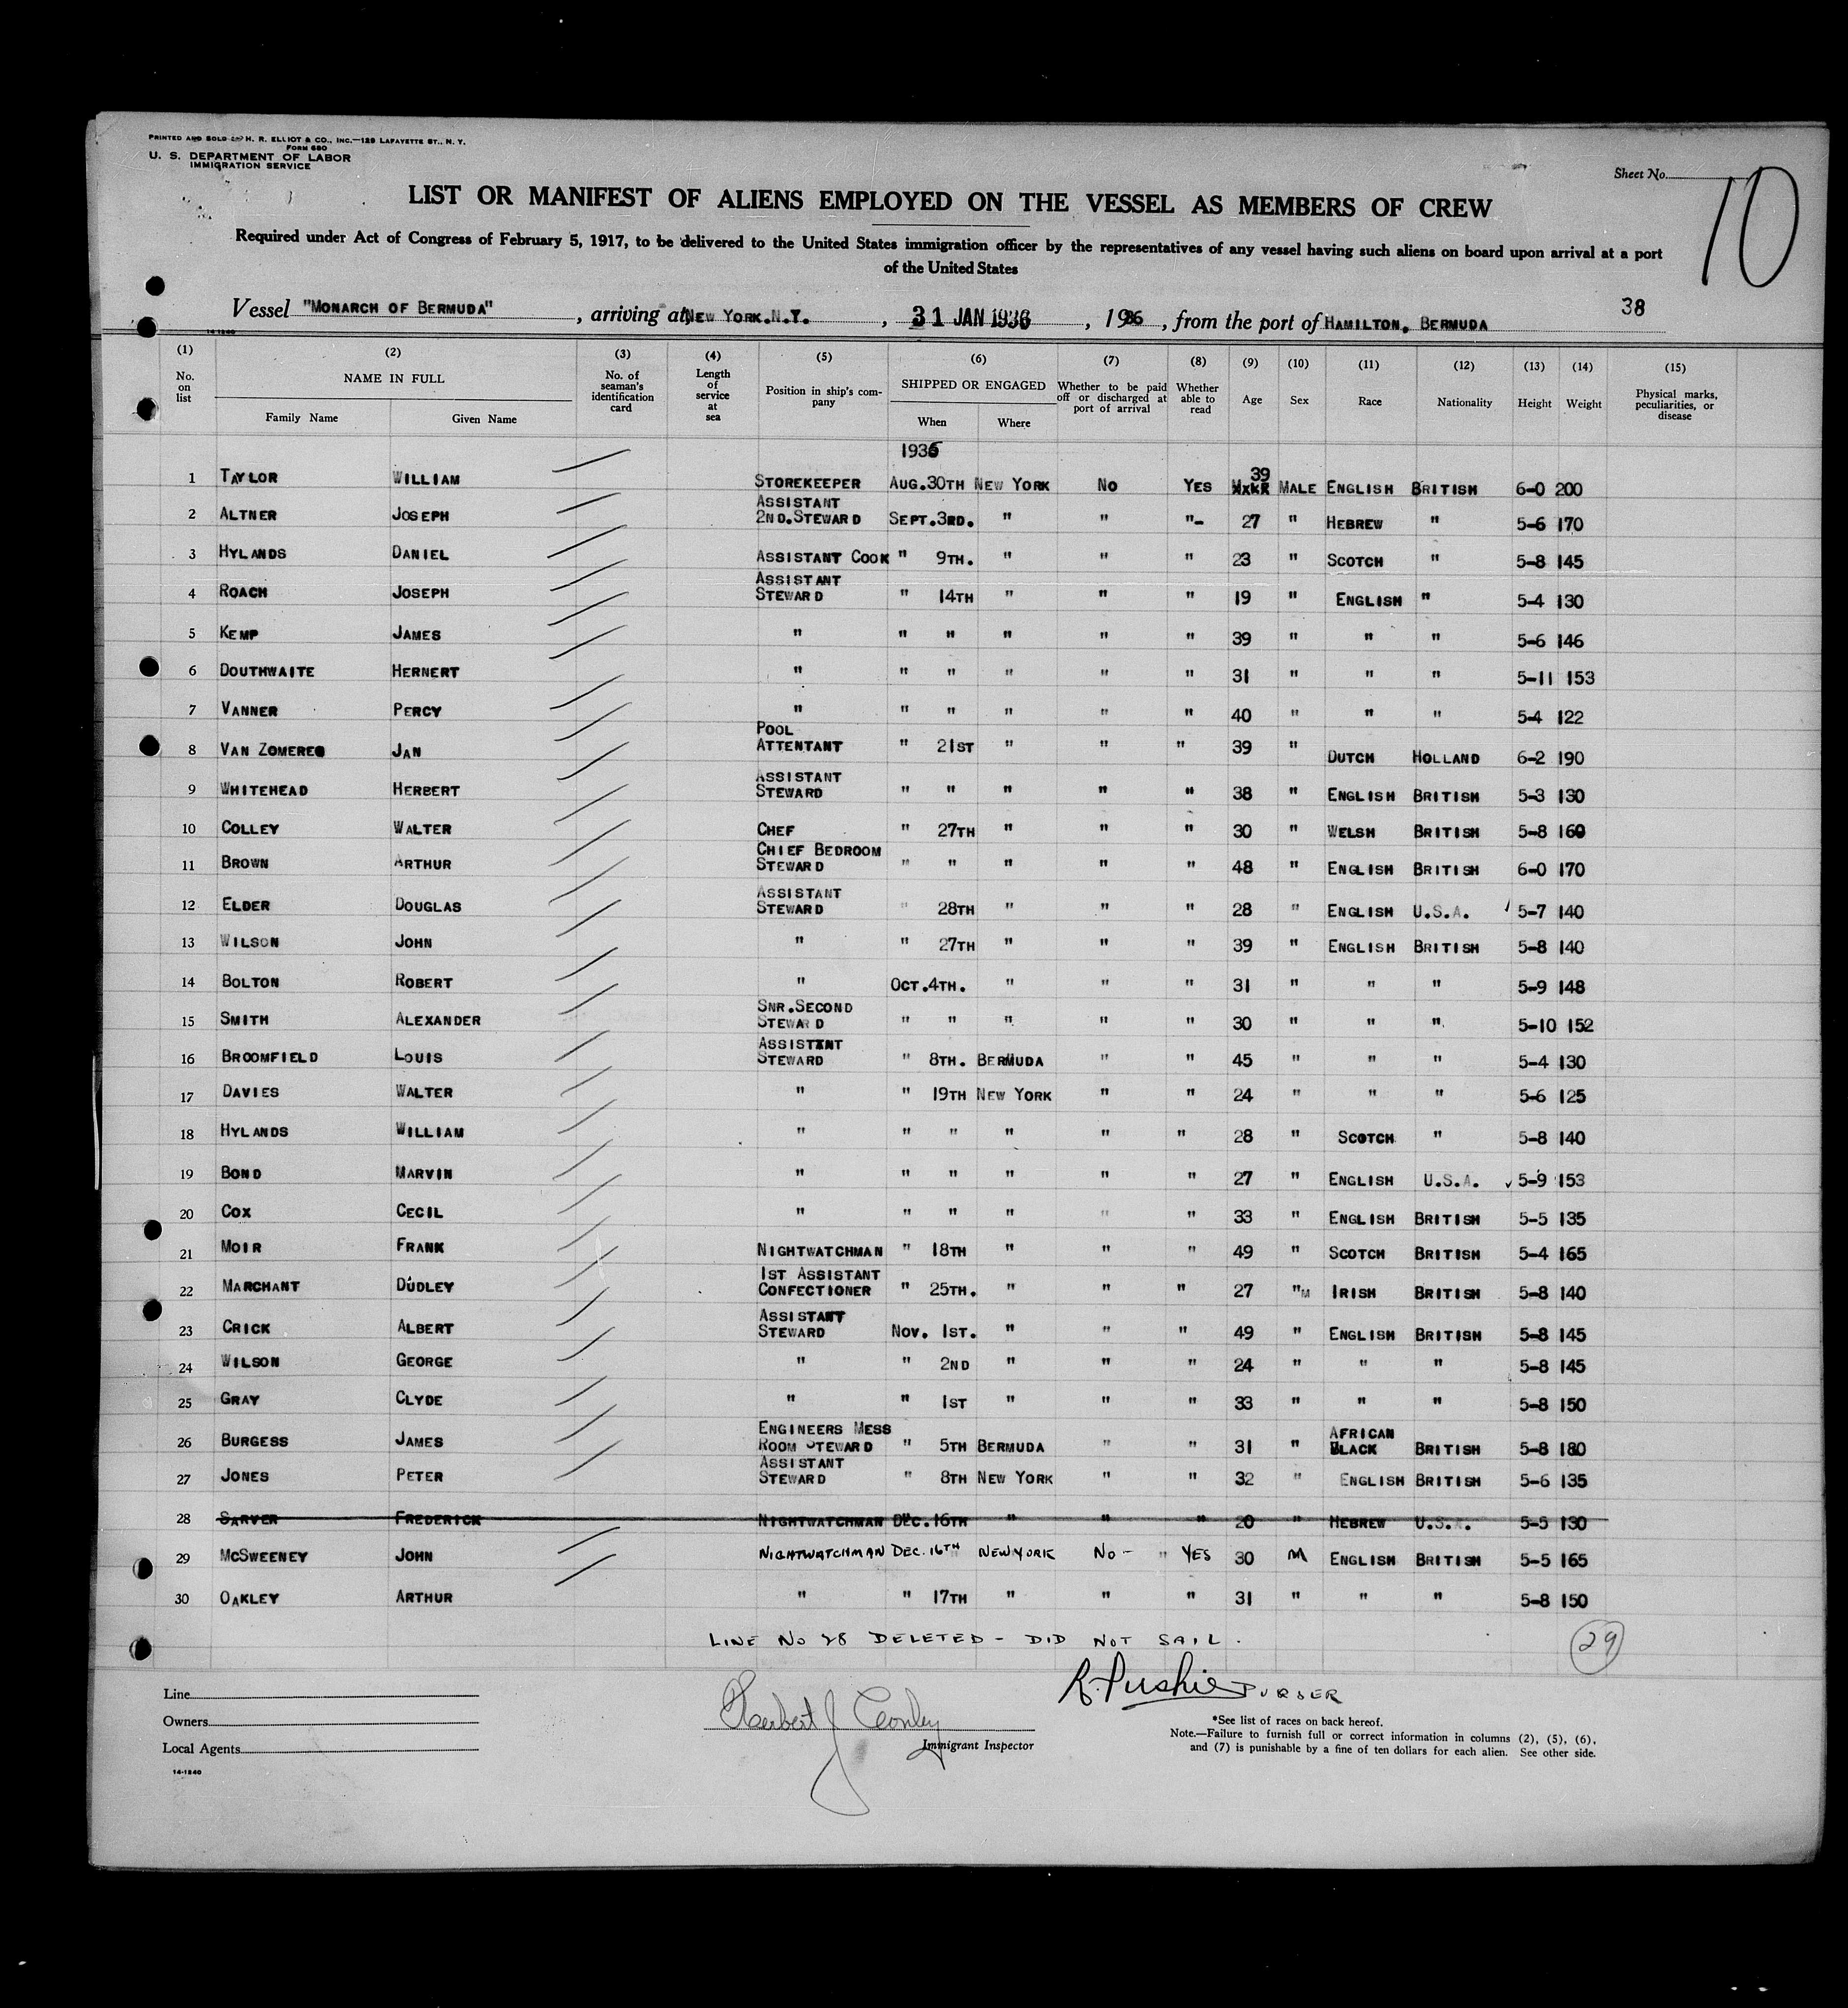 PRINTED AND SOLD BY H. R. ELLIOT & CO., INC.—129 LAFAYETTE ST., N. Y.
FORM 680
U. S. DEPARTMENT OF LABOR
IMMIGRATION SERVICE
Sheet No.
10
LIST OR MANIFEST OF ALIENS EMPLOYED ON THE VESSEL AS MEMBERS OF CREW
Required under Act of Congress of February 5, 1917, to be delivered to the United States immigration officer by the representatives of any vessel having such aliens on board upon arrival at a port
of the United States
38
Vessel "MONARCH OF BERMUDA", arriving at NEW YORK.N.Y., 31 JAN 1936, 1936, from the port of HAMILTON, BERMUDA
14-1240
(1) (2) (3) (4) (5) (6) (7) (8) (9) (10) (11) (12) (13) (14) (15)
No. on list NAME IN FULL Family Name Given Name No. of seaman's identification card Length of service at sea Position in ship's company SHIPPED OR ENGAGED When Where Whether to be paid off or discharged at port of arrival Whether able to read Age Sex Race Nationality Height Weight Physical marks, peculiarities, or disease
1936
1 TAYLOR WILLIAM STOREKEEPER AUG.30TH NEW YORK NO YES 39 MALE ENGLISH BRITISH 6-0 200
2 ALTNER JOSEPH ASSISTANT 2ND.STEWARD SEPT.3RD. " " "- 27 " HEBREW " 5-6 170
3 HYLANDS DANIEL ASSISTANT COOK " 9TH. " " " 23 " SCOTCH " 5-8 145
4 ROACH JOSEPH ASSISTANT STEWARD " 14TH " " " 19 " ENGLISH " 5-4 130
5 KEMP JAMES " " " " " " 39 " " " 5-6 146
6 DOUTHWAITE HERNERT " " " " " " 31 " " " 5-11 153
7 VANNER PERCY " " " " " " 40 " " " 5-4 122
8 VAN ZOMEREN JAN POOL ATTENTANT " 21ST " " " 39 " DUTCH HOLLAND 6-2 190
9 WHITEHEAD HERBERT ASSISTANT STEWARD " " " " " 38 " ENGLISH BRITISH 5-3 130
10 COLLEY WALTER CHEF " 27TH " " " 30 " WELSH BRITISH 5-8 160
11 BROWN ARTHUR CHIEF BEDROOM STEWARD " " " " " 48 " ENGLISH BRITISH 6-0 170
12 ELDER DOUGLAS ASSISTANT STEWARD " 28TH " " " 28 " ENGLISH U.S.A. 5-7 140
13 WILSON JOHN " " 27TH " " " 39 " ENGLISH BRITISH 5-8 140
14 BOLTON ROBERT " OCT.4TH. " " " 31 " " " 5-9 148
15 SMITH ALEXANDER SNR.SECOND STEWARD " " " " " 30 " " " 5-10 152
16 BROOMFIELD LOUIS ASSISTANT STEWARD " 8TH. BERMUDA " " 45 " " " 5-4 130
17 DAVIES WALTER " " 19TH NEW YORK " " 24 " " " 5-6 125
18 HYLANDS WILLIAM " " " " " " 28 " SCOTCH " 5-8 140
19 BOND MARVIN " " " " " " 27 " ENGLISH U.S.A. ✓ 5-9 153
20 COX CECIL " " " " " " 33 " ENGLISH BRITISH 5-5 135
21 MOIR FRANK NIGHTWATCHMAN " 18TH " " " 49 " SCOTCH BRITISH 5-4 165
22 MARCHANT DUDLEY 1ST ASSISTANT CONFECTIONER " 25TH. " " " 27 "M IRISH BRITISH 5-8 140
23 CRICK ALBERT ASSISTANT STEWARD NOV. 1ST. " " " 49 " ENGLISH BRITISH 5-8 145
24 WILSON GEORGE " " 2ND " " " 24 " " " 5-8 145
25 GRAY CLYDE " " 1ST " " " 33 " " " 5-8 150
26 BURGESS JAMES ENGINEERS MESS ROOM STEWARD " 5TH BERMUDA " " 31 " AFRICAN BLACK BRITISH 5-8 180
27 JONES PETER ASSISTANT STEWARD " 8TH NEW YORK " " 32 " ENGLISH BRITISH 5-6 135
28 SARVER FREDERICK NIGHTWATCHMAN DEC.16TH " " " 20 " HEBREW U.S.A. 5-5 130
29 MCSWEENEY JOHN NIGHTWATCHMAN DEC.16TH NEW YORK NO- " YES 30 M ENGLISH BRITISH 5-5 165
30 OAKLEY ARTHUR " " 17TH " " " 31 " " " 5-8 150
LINE NO 28 DELETED - DID NOT SAIL.
29
Line
Owners
Local Agents
14-1240
Herbert J Conley
Immigrant Inspector
R. Pushie PURSER
*See list of races on back hereof.
Note.—Failure to furnish full or correct information in columns (2), (5), (6),
and (7) is punishable by a fine of ten dollars for each alien. See other side.